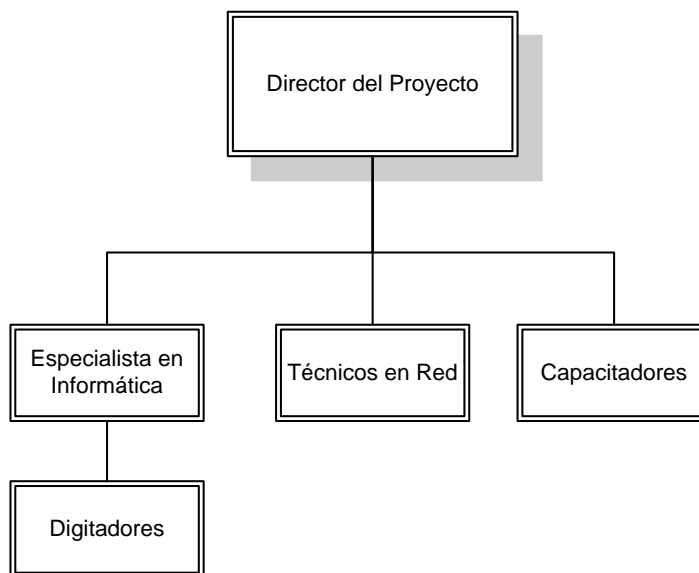 Director del Proyecto
Especialista en
Informática
Técnicos en Red
Capacitadores
Digitadores